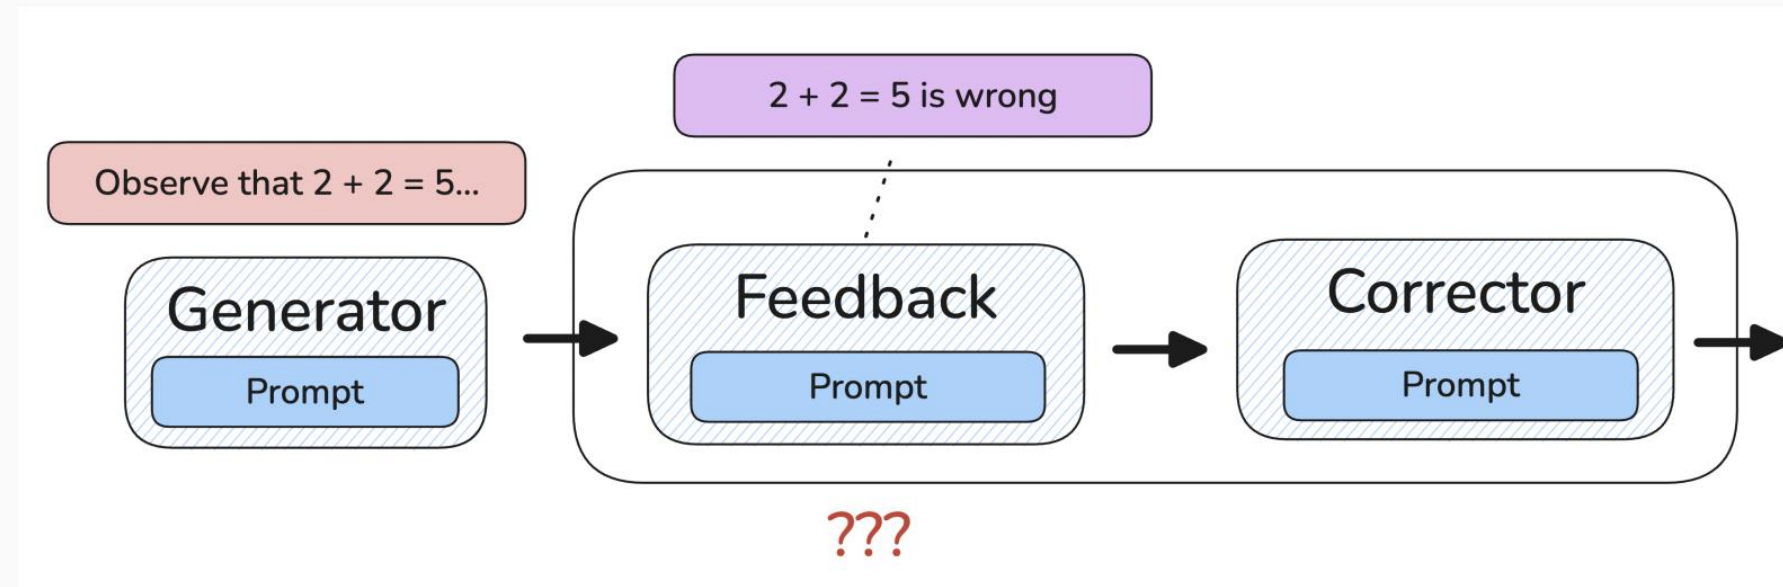 2 + 2 = 5 is wrong
Observe that 2 + 2 = 5...
Generator
Prompt
Feedback
Prompt
Corrector
Prompt
???